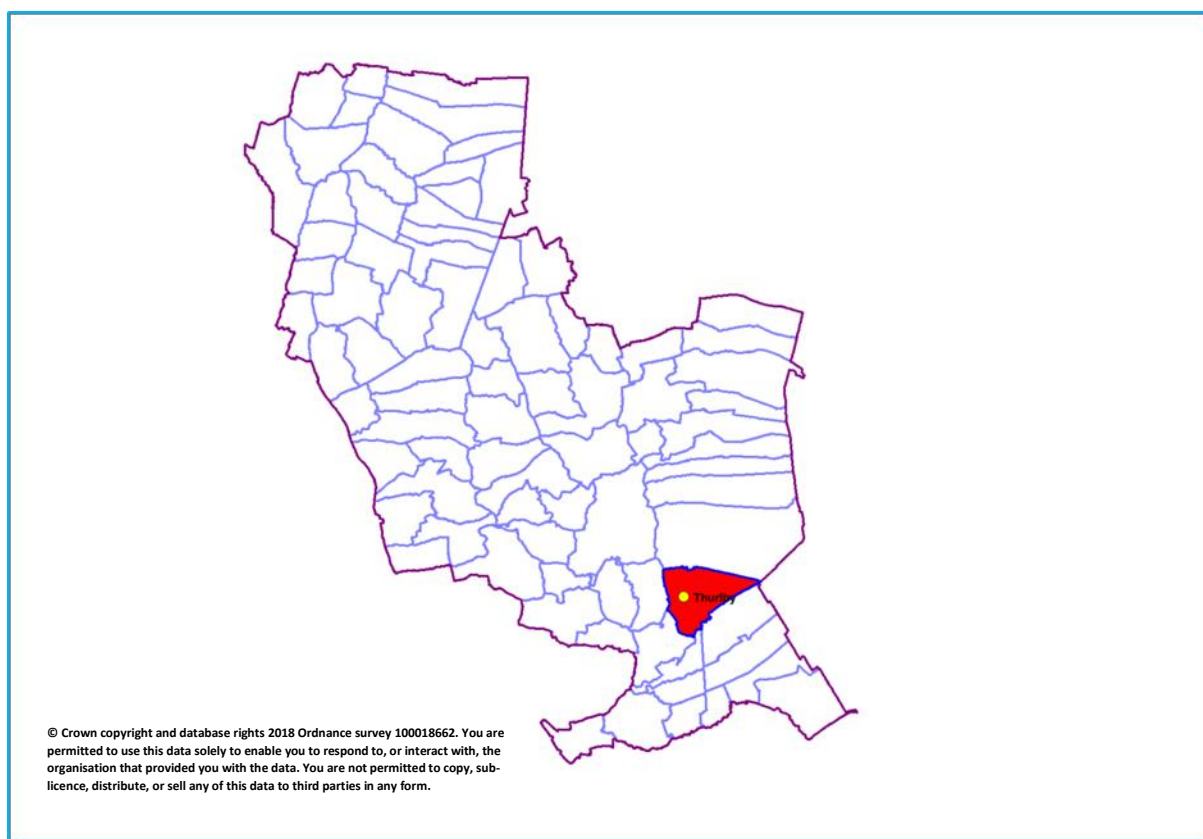 Thurlby
© Crown copyright and database rights 2018 Ordnance survey 100018662. You are
permitted to use this data solely to enable you to respond to, or interact with, the
organisation that provided you with the data. You are not permitted to copy, sub-
licence, distribute, or sell any of this data to third parties in any form.